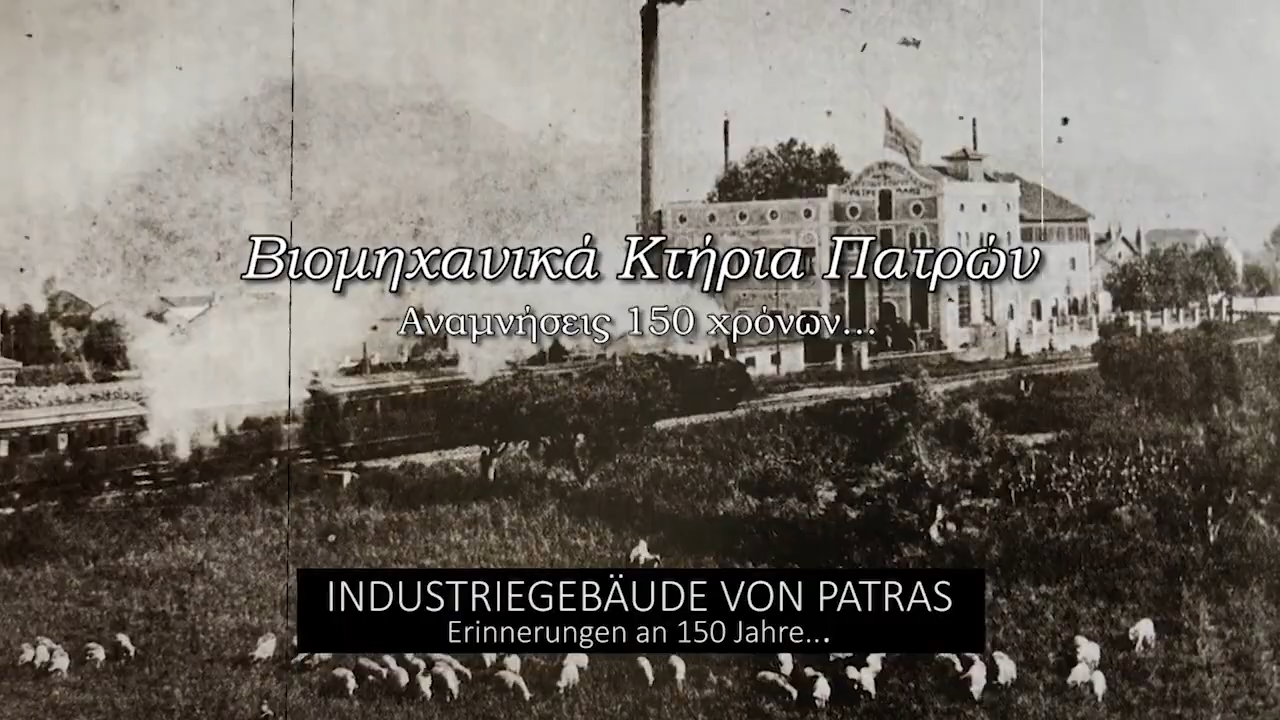 Βιομηχανικά Κτήρια Πατρών
Αναμνήσεις 150 χρόνων...
INDUSTRIEGEBÄUDE VON PATRAS
Erinnerungen an 150 Jahre...